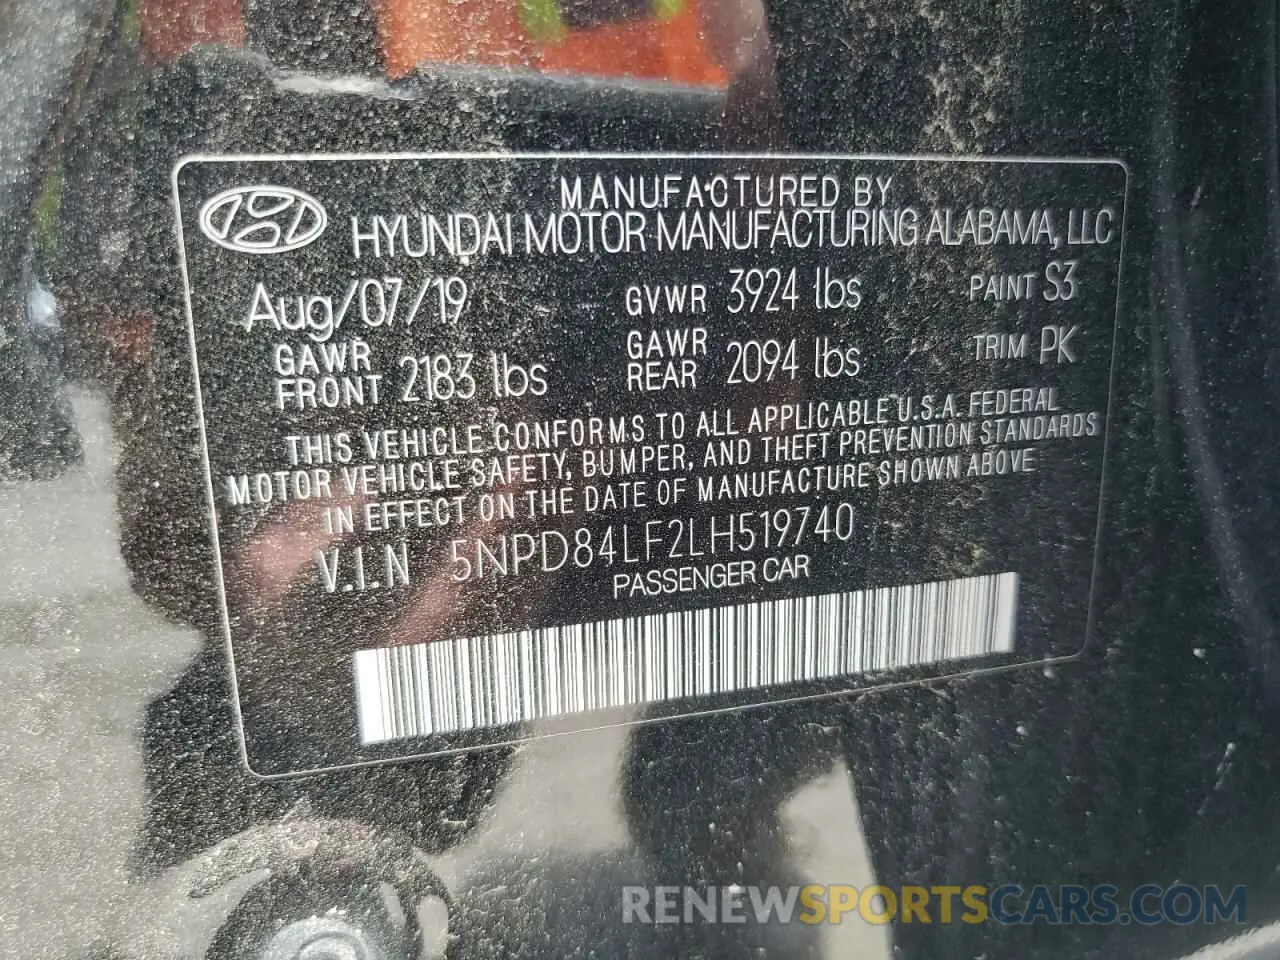 MANUFACTURED BY
HYUNDAI MOTOR MANUFACTURING ALABAMA, LLC
Aug/07/19 GVWR 3924 lbs PAINT S3
GAWR FRONT 2183 lbs GAWR REAR 2094 lbs TRIM PK
THIS VEHICLE CONFORMS TO ALL APPLICABLE U.S.A. FEDERAL
MOTOR VEHICLE SAFETY, BUMPER, AND THEFT PREVENTION STANDARDS
IN EFFECT ON THE DATE OF MANUFACTURE SHOWN ABOVE
V.I.N 5NPD84LF2LH519740
PASSENGER CAR
RENEWSPORTSCARS.COM